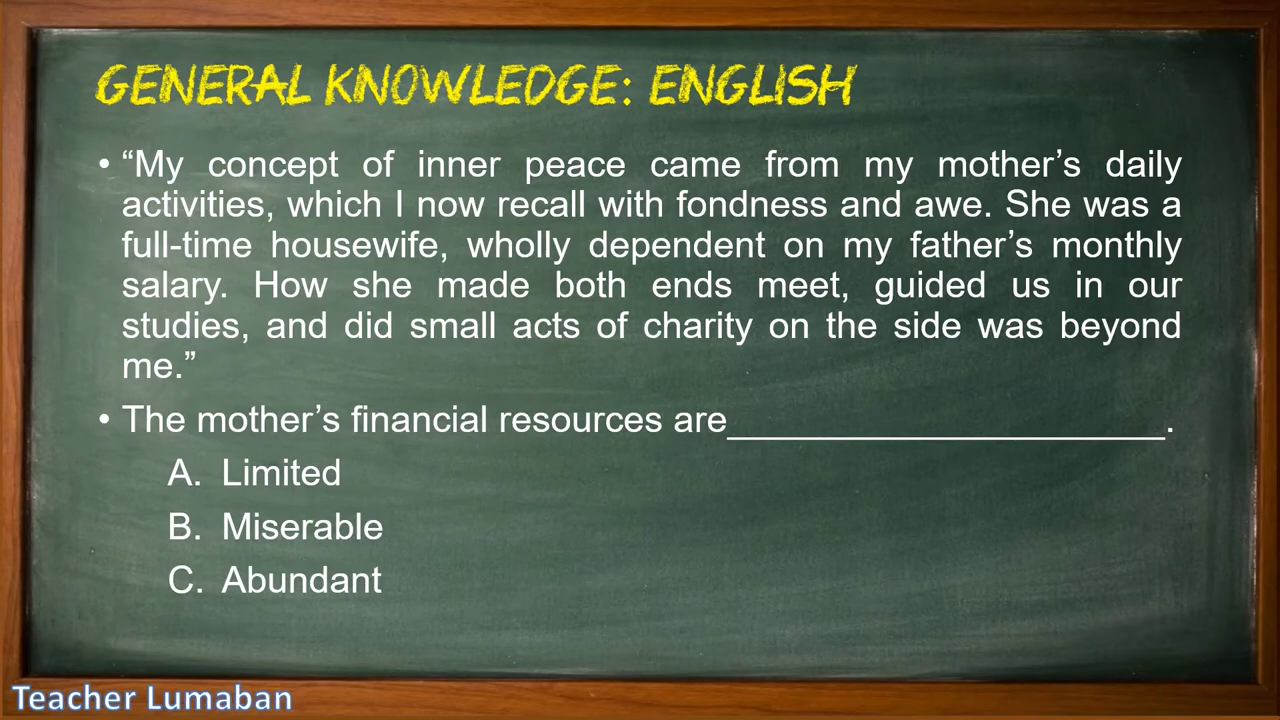 GENERAL KNOWLEDGE: ENGLISH
• “My concept of inner peace came from my mother’s daily
activities, which I now recall with fondness and awe. She was a
full-time housewife, wholly dependent on my father’s monthly
salary. How she made both ends meet, guided us in our
studies, and did small acts of charity on the side was beyond
me.”
• The mother’s financial resources are_____________________.
A. Limited
B. Miserable
C. Abundant
Teacher Lumaban